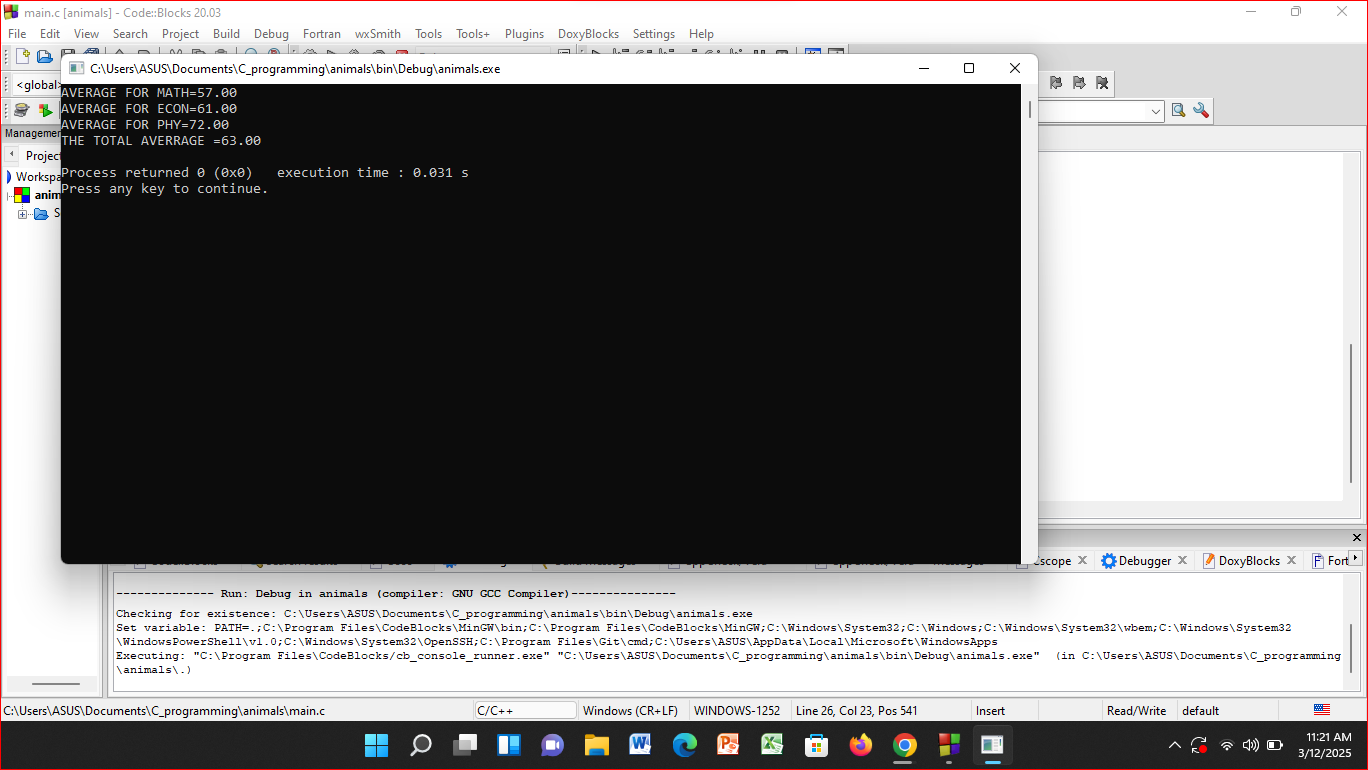 main.c [animals] - Code::Blocks 20.03
File Edit View Search Project Build Debug Fortran wxSmith Tools Tools+ Plugins DoxyBlocks Settings Help
C:\Users\ASUS\Documents\C_programming\animals\bin\Debug\animals.exe
<global>
AVERAGE FOR MATH=57.00
AVERAGE FOR ECON=61.00
AVERAGE FOR PHY=72.00
THE TOTAL AVERRAGE =63.00
Process returned 0 (0x0)   execution time : 0.031 s
Press any key to continue.
Managemen
Projec
Workspa
anim
S
Cscope Debugger DoxyBlocks Fort
-------------- Run: Debug in animals (compiler: GNU GCC Compiler)---------------
Checking for existence: C:\Users\ASUS\Documents\C_programming\animals\bin\Debug\animals.exe
Set variable: PATH=.;C:\Program Files\CodeBlocks\MinGW\bin;C:\Program Files\CodeBlocks\MinGW;C:\Windows\System32;C:\Windows;C:\Windows\System32\wbem;C:\Windows\System32
\WindowsPowerShell\v1.0;C:\Windows\System32\OpenSSH;C:\Program Files\Git\cmd;C:\Users\ASUS\AppData\Local\Microsoft\WindowsApps
Executing: "C:\Program Files\CodeBlocks/cb_console_runner.exe" "C:\Users\ASUS\Documents\C_programming\animals\bin\Debug\animals.exe"  (in C:\Users\ASUS\Documents\C_programming
\animals\.)
C:\Users\ASUS\Documents\C_programming\animals\main.c C/C++ Windows (CR+LF) WINDOWS-1252 Line 26, Col 23, Pos 541 Insert Read/Write default
11:21 AM
3/12/2025